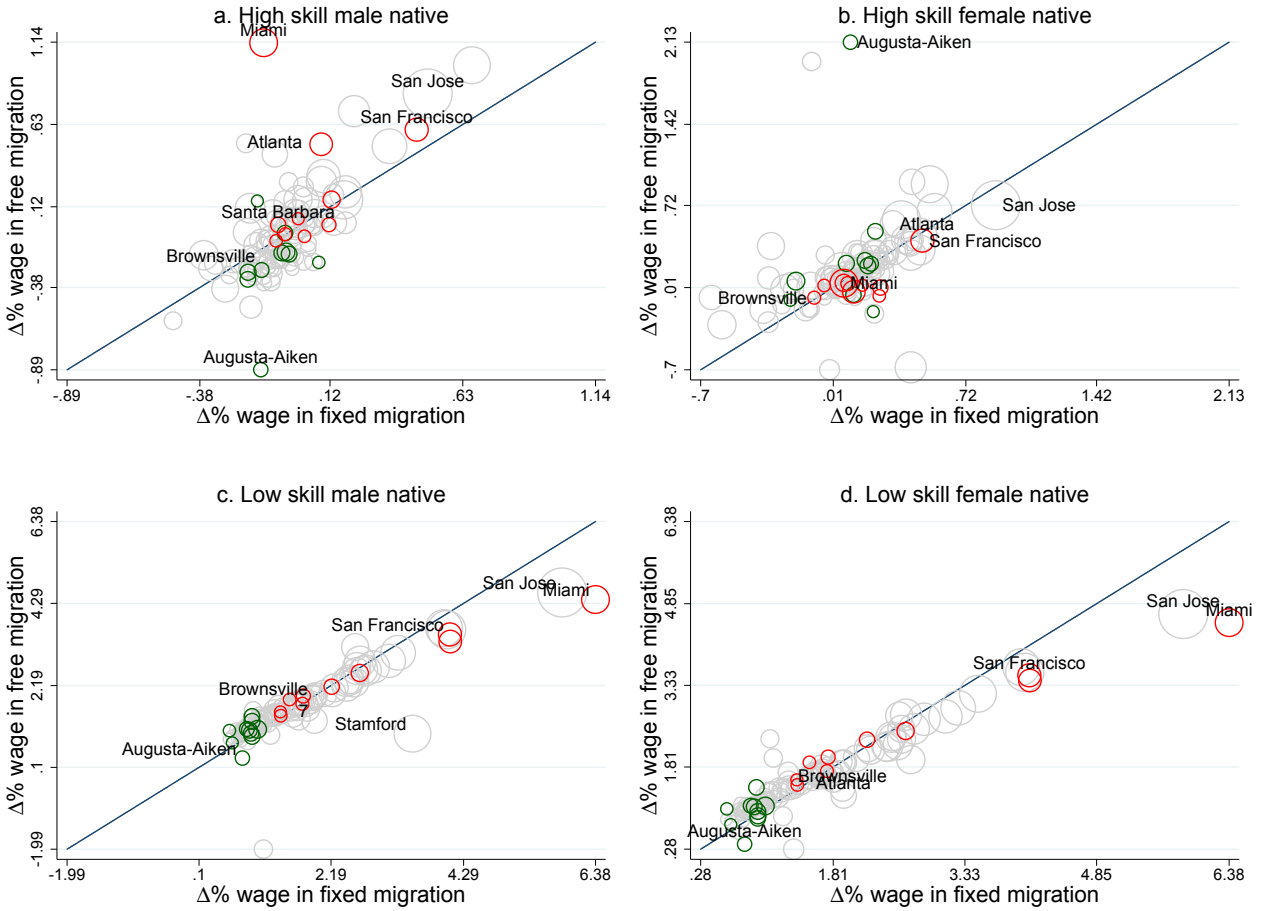 a. High skill male native
Δ% wage in free migration
1.14
.63
.12
-.38
-.89
Miami
San Jose
San Francisco
Atlanta
Santa Barbara
Brownsville
Augusta-Aiken
-.89 -.38 .12 .63 1.14
Δ% wage in fixed migration
b. High skill female native
Δ% wage in free migration
2.13
1.42
.72
.01
-.7
Augusta-Aiken
San Jose
Atlanta
San Francisco
Miami
Brownsville
-.7 .01 .72 1.42 2.13
Δ% wage in fixed migration
c. Low skill male native
Δ% wage in free migration
6.38
4.29
2.19
.1
-1.99
San Jose
Miami
San Francisco
Brownsville
7
Stamford
Augusta-Aiken
-1.99 .1 2.19 4.29 6.38
Δ% wage in fixed migration
d. Low skill female native
Δ% wage in free migration
6.38
4.85
3.33
1.81
.28
San Jose
Miami
San Francisco
Brownsville
Atlanta
Augusta-Aiken
.28 1.81 3.33 4.85 6.38
Δ% wage in fixed migration